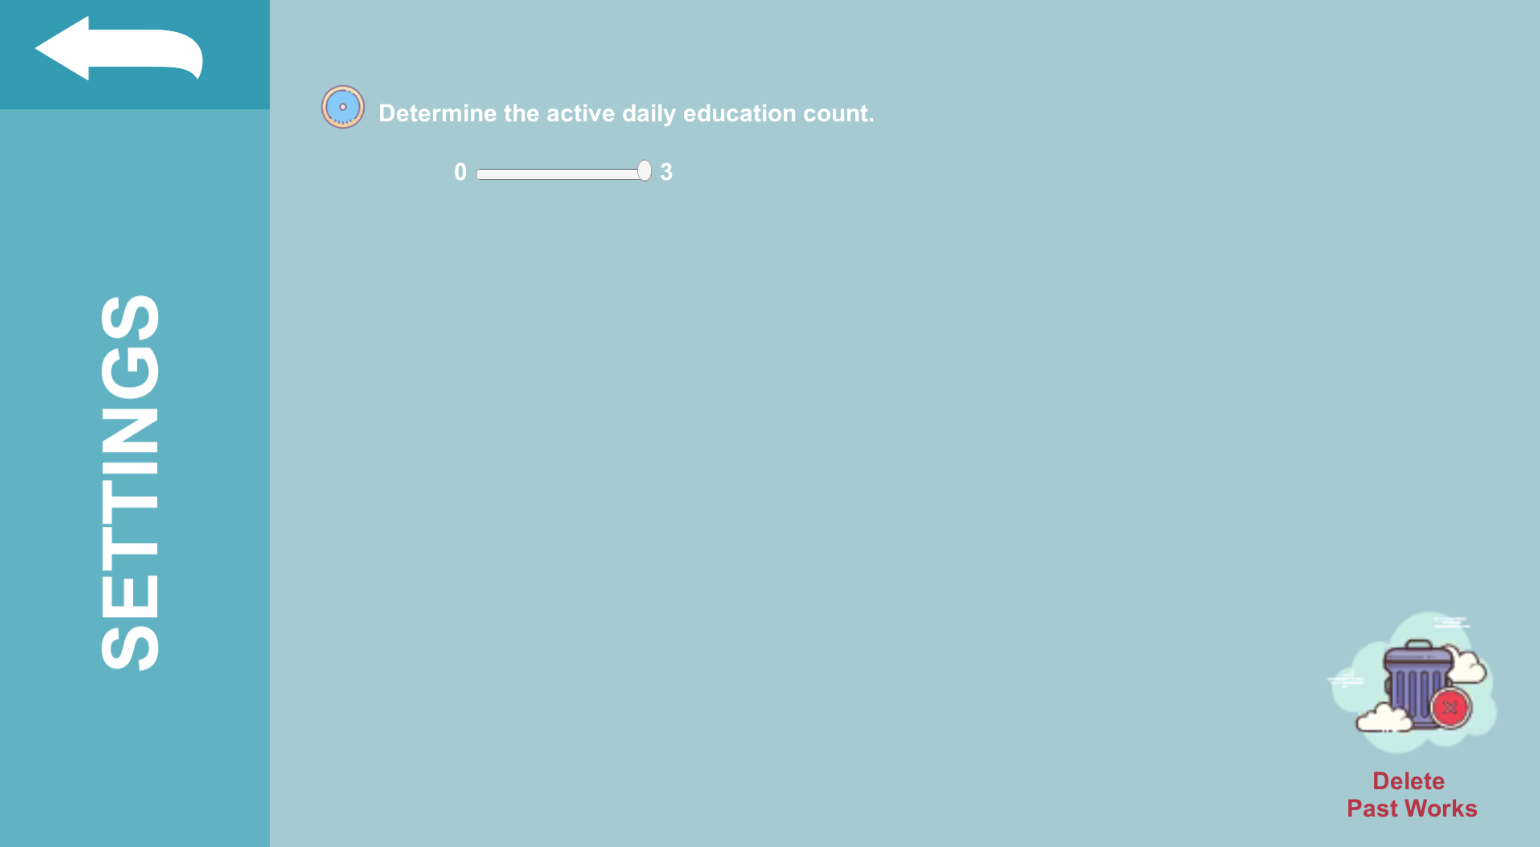 SETTINGS
Determine the active daily education count.
0 3
Delete
Past Works